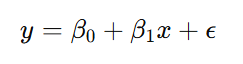 y = β₀ + β₁x + ϵ